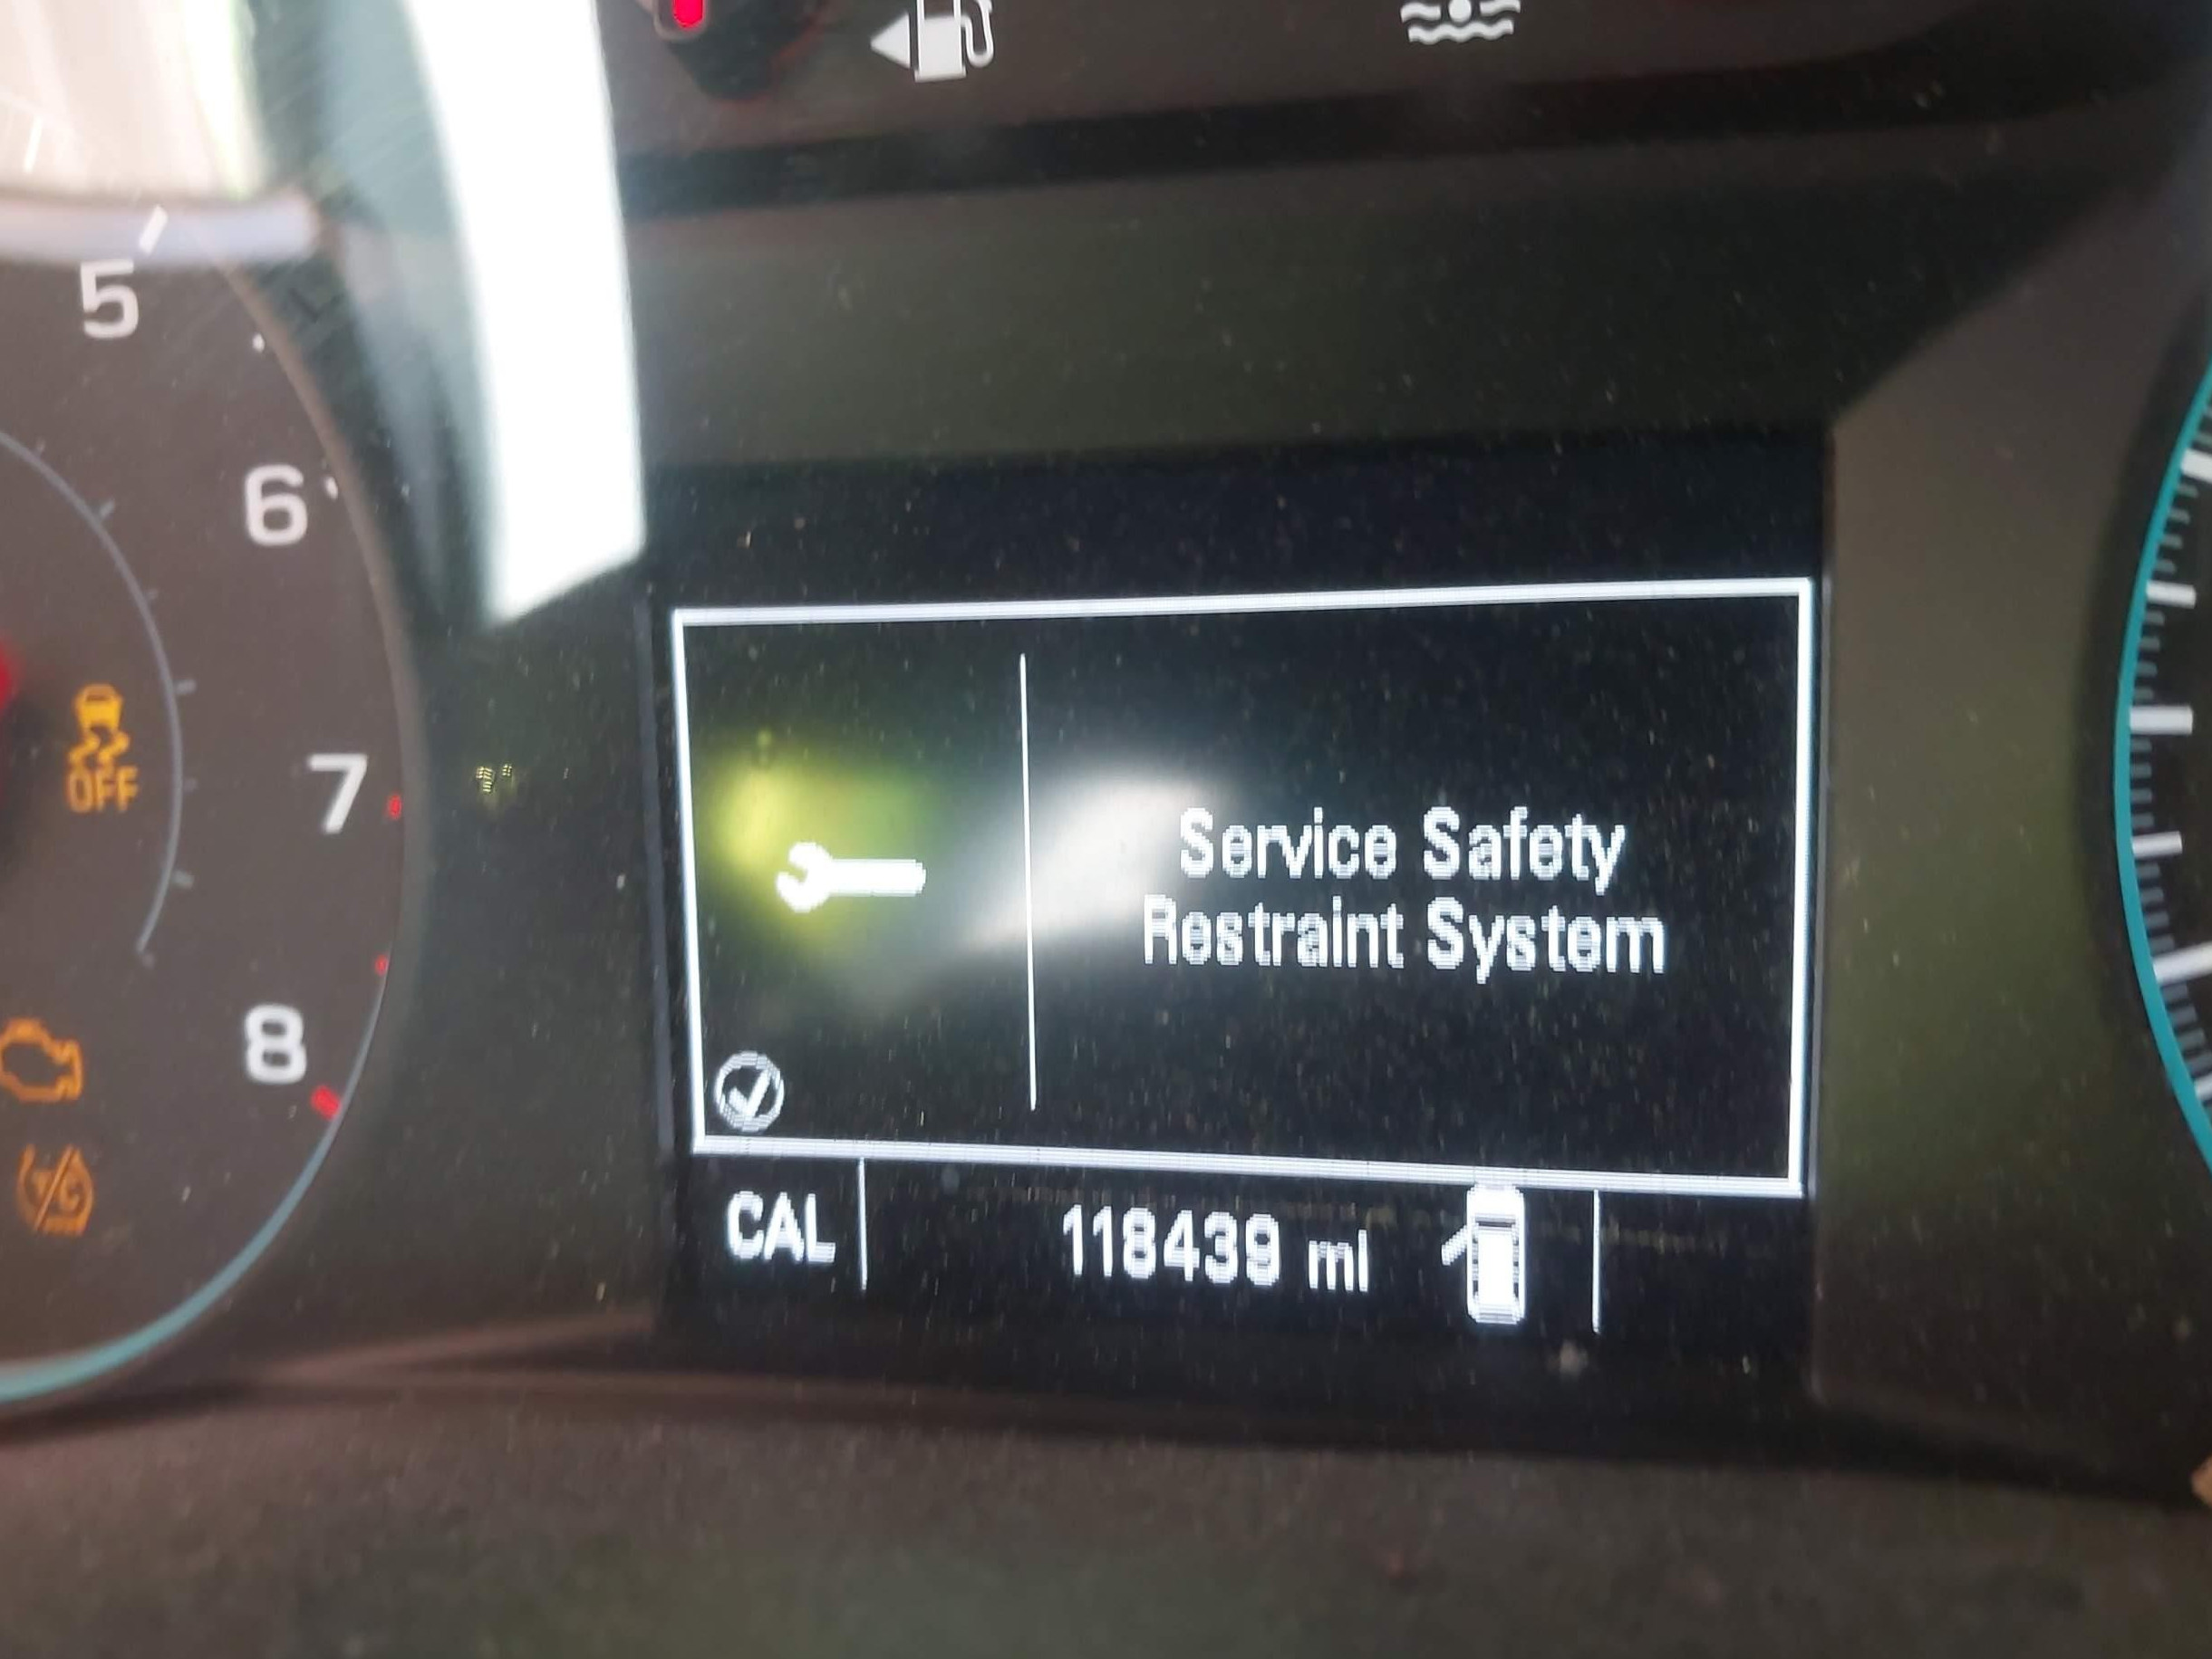 5
6
7
8
OFF
Service Safety
Restraint System
CAL
118439 mi